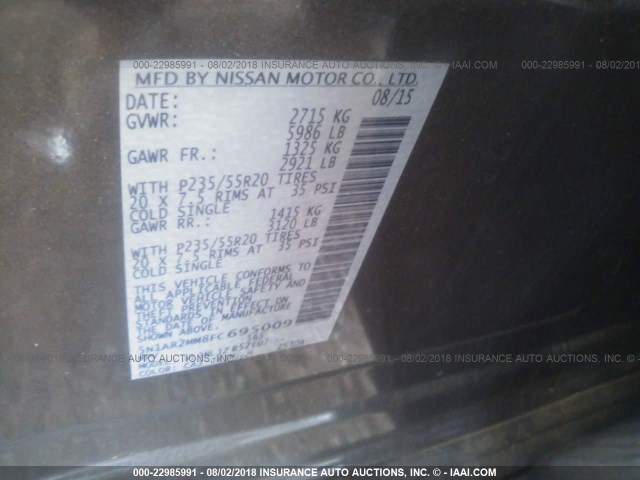 000-22985991 - 08/02/2018 INSURANCE AUTO AUCTIONS, INC. - © IAAI.COM
MFD BY NISSAN MOTOR CO., LTD.
DATE: 08/15
GVWR: 2715 KG
5986 LB
GAWR FR.: 1325 KG
2921 LB
WITH P235/55R20 TIRES
20 X 7.5 RIMS AT 35 PSI
COLD SINGLE
GAWR RR.: 1415 KG
3120 LB
WITH P235/55R20 TIRES
20 X 7.5 RIMS AT 35 PSI
COLD SINGLE
THIS VEHICLE CONFORMS TO
ALL APPLICABLE FEDERAL
MOTOR VEHICLE SAFETY AND
THEFT PREVENTION
STANDARDS IN EFFECT ON
THE DATE OF MANUFACTURE
5N1AR2MM8FC695009
MODEL:
COLOR: CAJ
000-22985991 - 08/02/2018 INSURANCE AUTO AUCTIONS, INC. - © IAAI.COM